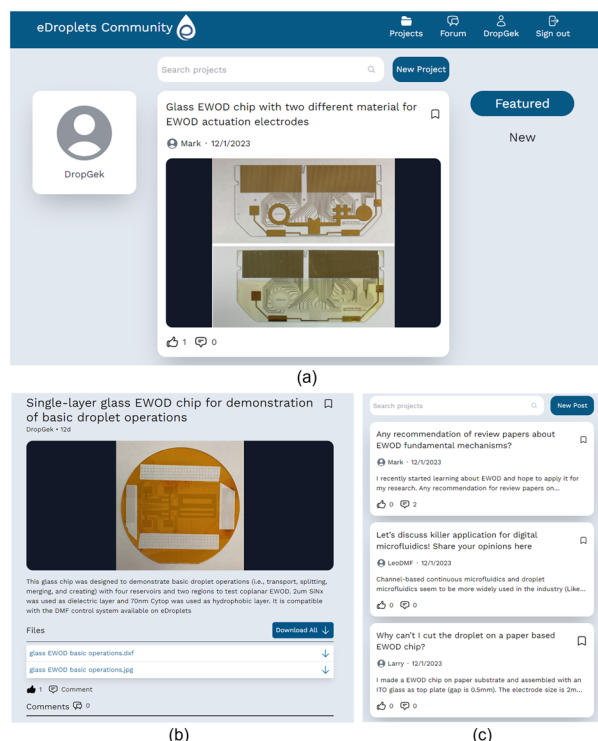 eDroplets Community
Projects
Forum
DropGek
Sign out
Search projects
New Project
DropGek
Glass EWOD chip with two different material for
EWOD actuation electrodes
Mark · 12/1/2023
1
0
Featured
New
(a)
Single-layer glass EWOD chip for demonstration
of basic droplet operations
DropGek • 12d
This glass chip was designed to demonstrate basic droplet operations (i.e., transport, splitting,
merging, and creating) with four reservoirs and two regions to test coplanar EWOD. 2um SiNx
was used as dielectric layer and 70nm Cytop was used as hydrophobic layer. It is compatible
with the DMF control system available on eDroplets
Files
Download All
glass EWOD basic operations.dxf
glass EWOD basic operations.jpg
1 Comment
Comments 0
(b)
Search projects
New Post
Any recommendation of review papers about
EWOD fundamental mechanisms?
Mark · 12/1/2023
I recently started learning about EWOD and hope to apply it for
my research. Any recommendation for review papers on...
0 2
Let's discuss killer application for digital
microfluidics! Share your opinions here
LeoDMF · 12/1/2023
Channel-based continuous microfluidics and droplet
microfluidics seem to be more widely used in the industry (Like...
0 0
Why can't I cut the droplet on a paper based
EWOD chip?
Larry · 12/1/2023
I made a EWOD chip on paper substrate and assembled with an
ITO glass as top plate (gap is 0.5mm). The electrode size is 2m...
0 0
(c)